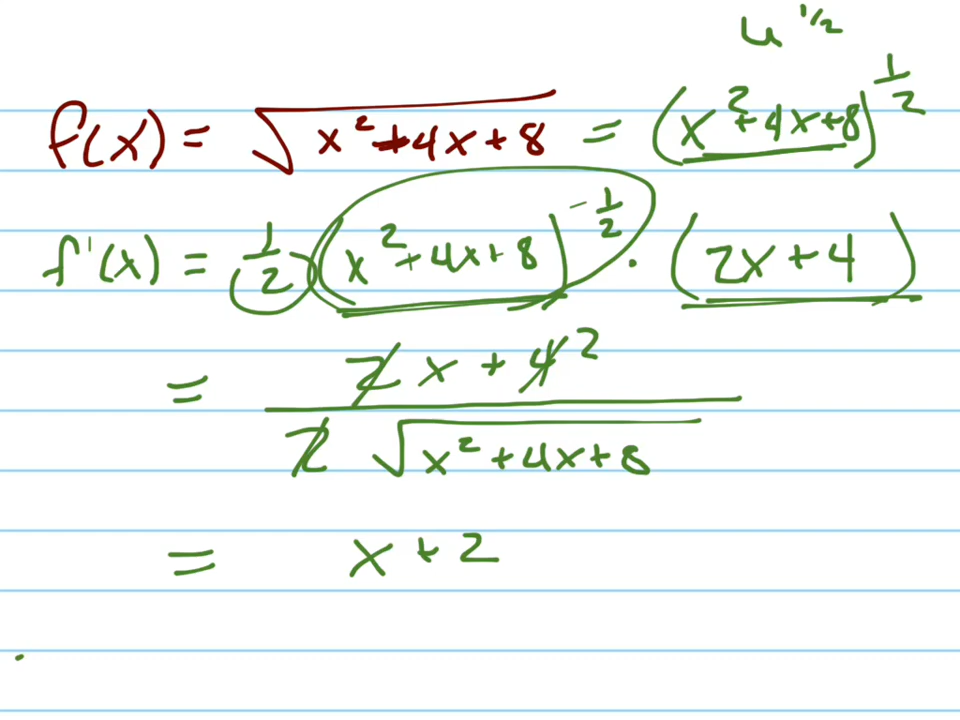 u^{1/2}
f(x) = √(x² + 4x + 8) = (x² + 4x + 8)^{1/2}
f'(x) = 1/2 (x² + 4x + 8)^{-1/2} · (2x + 4)
= 2x + 4 2
2 √(x² + 4x + 8)
= x + 2